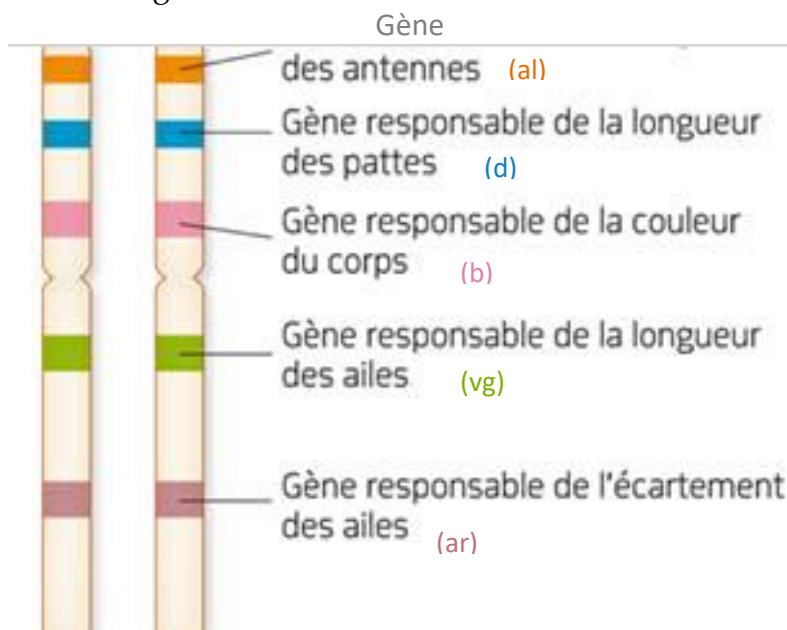 Gène
des antennes (al)
Gène responsable de la longueur
des pattes (d)
Gène responsable de la couleur
du corps (b)
Gène responsable de la longueur
des ailes (vg)
Gène responsable de l'écartement
des ailes (ar)